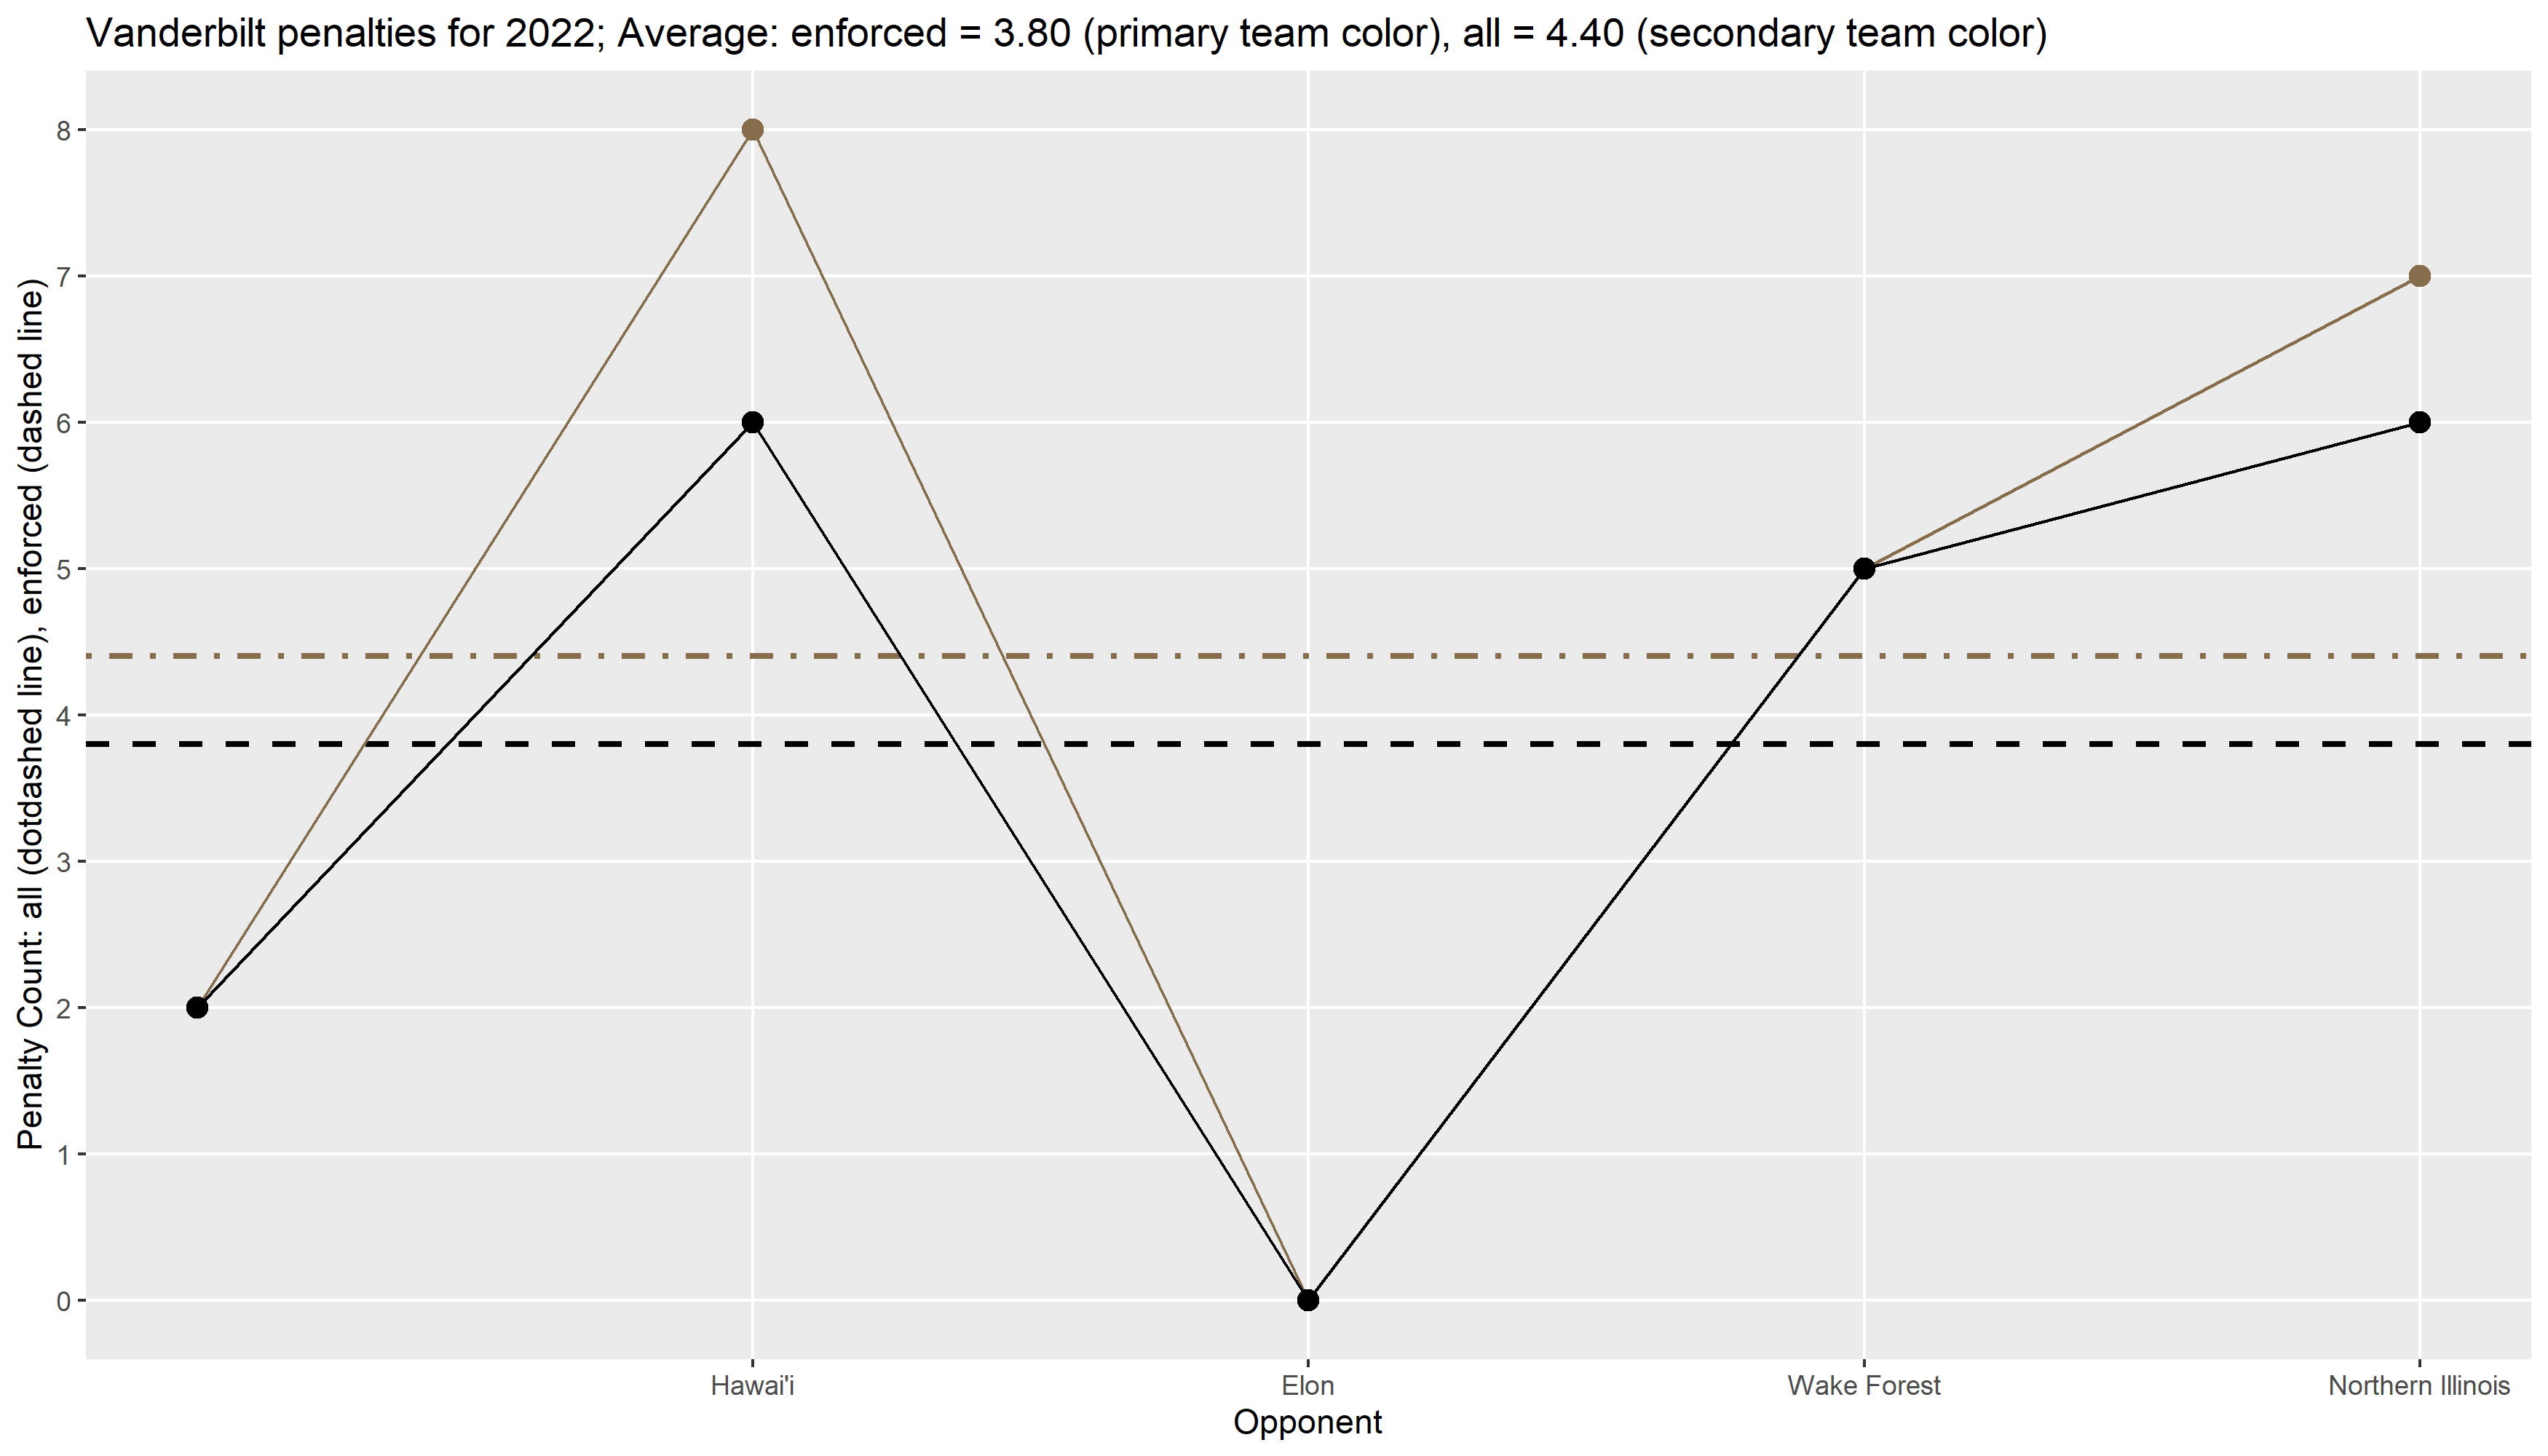 Vanderbilt penalties for 2022; Average: enforced = 3.80 (primary team color), all = 4.40 (secondary team color)
Penalty Count: all (dotdashed line), enforced (dashed line)
8
7
6
5
4
3
2
1
0
Hawai'i
Elon
Wake Forest
Northern Illinois
Opponent